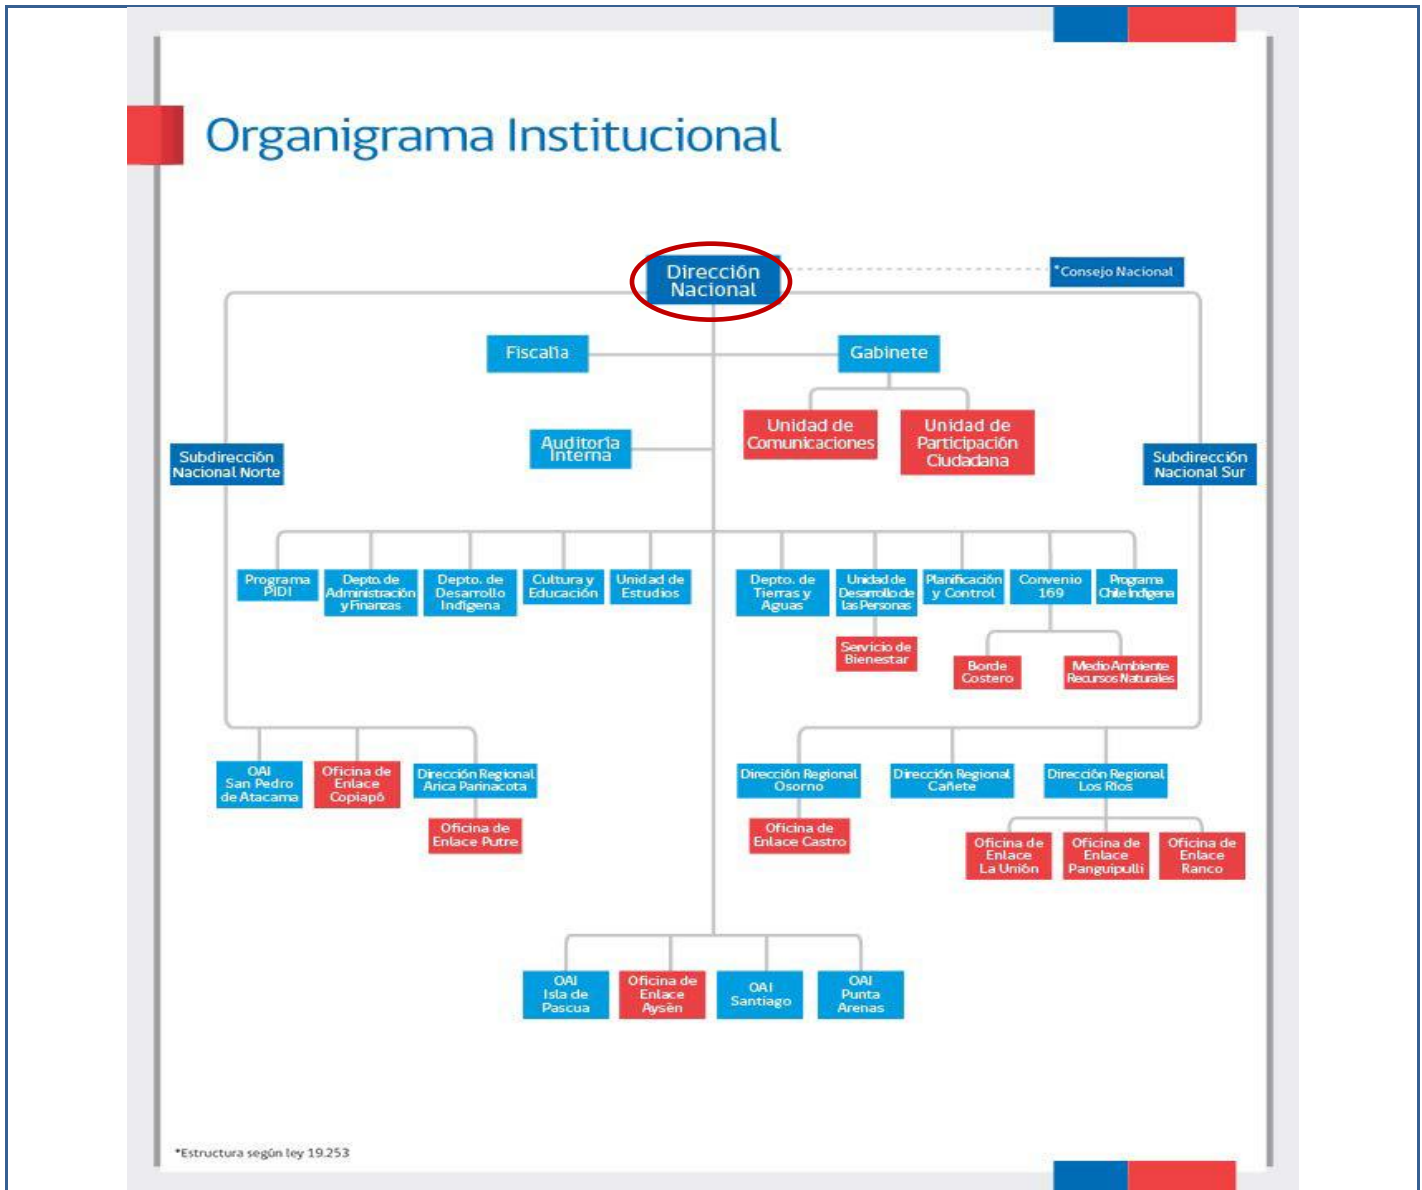 Organigrama Institucional
Dirección
Nacional
*Consejo Nacional
Fiscalía
Gabinete
Unidad de
Comunicaciones
Unidad de
Participación
Ciudadana
Auditoría
Interna
Subdirección
Nacional Norte
Subdirección
Nacional Sur
Programa
PIDI
Depto. de
Administración
y Finanzas
Depto. de
Desarrollo
Indígena
Cultura y
Educación
Unidad de
Estudios
Depto. de
Tierras y
Aguas
Unidad de
Desarrollo de
las Personas
Planificación
y Control
Convenio
169
Programa
Chile Indígena
Servicio de
Bienestar
Borde
Costero
Medio Ambiente
Recursos Naturales
OAI
San Pedro
de Atacama
Oficina de
Enlace
Copiapó
Dirección Regional
Arica Parinacota
Oficina de
Enlace Putre
Dirección Regional
Osorno
Dirección Regional
Cañete
Dirección Regional
Los Ríos
Oficina de
Enlace Castro
Oficina de
Enlace
La Unión
Oficina de
Enlace
Panguipulli
Oficina de
Enlace
Ranco
OAI
Isla de
Pascua
Oficina de
Enlace
Aysèn
OAI
Santiago
OAI
Punta
Arenas
*Estructura según ley 19.253